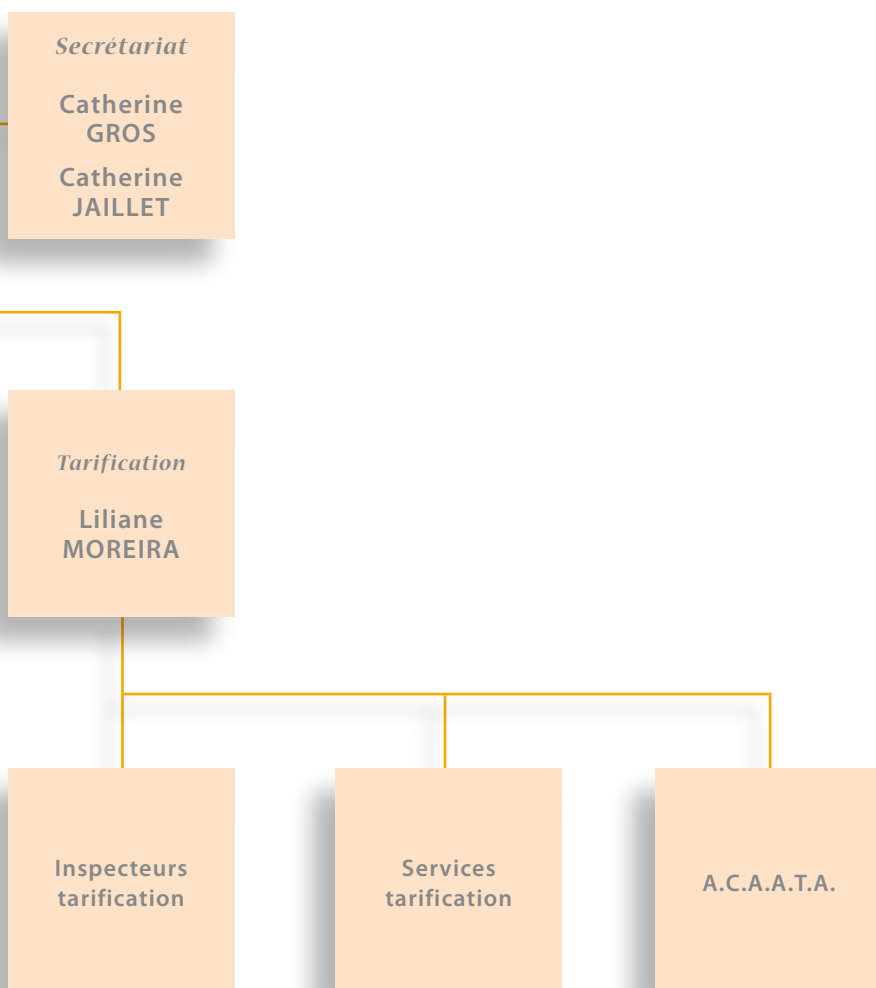 Secrétariat
Catherine
GROS
Catherine
JAILLET
Tarification
Liliane
MOREIRA
Inspecteurs
tarification
Services
tarification
A.C.A.A.T.A.